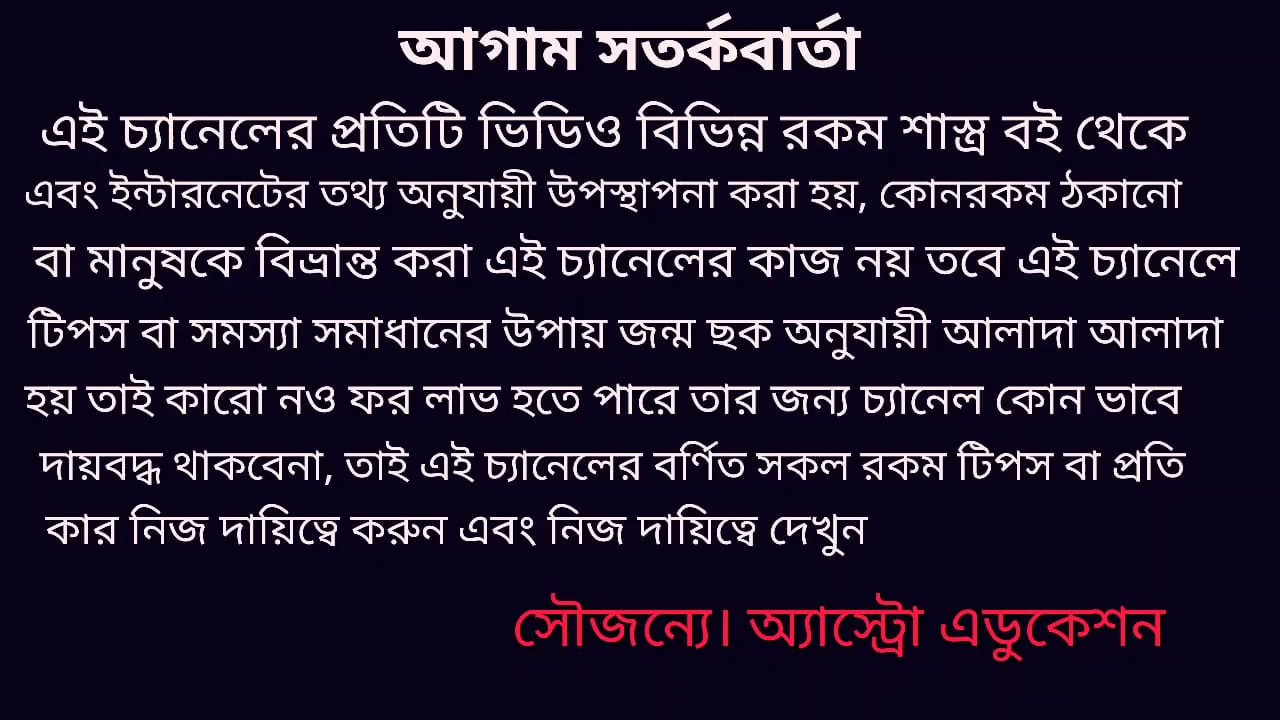 আগাম সতর্কবার্তা
এই চ্যানেলের প্রতিটি ভিডিও বিভিন্ন রকম শাস্ত্র বই থেকে
এবং ইন্টারনেটের তথ্য অনুযায়ী উপস্থাপনা করা হয়, কোনরকম ঠকানো
বা মানুষকে বিভ্রান্ত করা এই চ্যানেলের কাজ নয় তবে এই চ্যানেলে
টিপস বা সমস্যা সমাধানের উপায় জন্ম ছক অনুযায়ী আলাদা আলাদা
হয় তাই কারো নও ফর লাভ হতে পারে তার জন্য চ্যানেল কোন ভাবে
দায়বদ্ধ থাকবেনা, তাই এই চ্যানেলের বর্ণিত সকল রকম টিপস বা প্রতি
কার নিজ দায়িত্বে করুন এবং নিজ দায়িত্বে দেখুন
সৌজন্যে। অ্যাস্ট্রো এডুকেশন